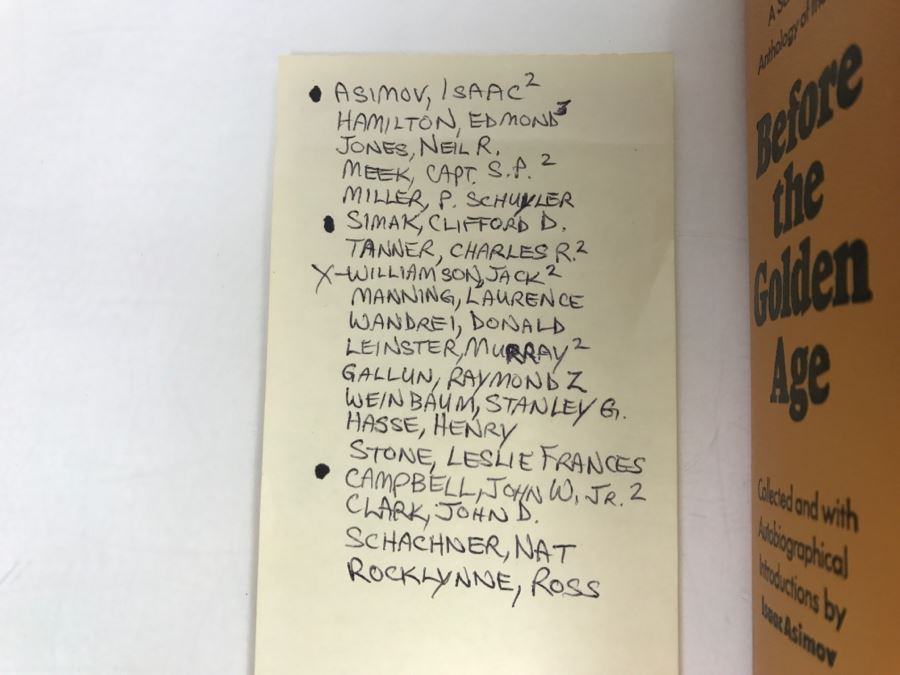 ● ASIMOV, ISAAC 2
HAMILTON, EDMOND 3
JONES, NEIL R.
MEEK, CAPT. S.P. 2
MILLER, P. SCHUYLER
● SIMAK, CLIFFORD D.
TANNER, CHARLES R. 2
X-WILLIAMSON, JACK 2
MANNING, LAURENCE
WANDREI, DONALD
LEINSTER, MURRAY 2
GALLUN, RAYMOND Z
WEINBAUM, STANLEY G.
HASSE, HENRY
STONE, LESLIE FRANCES
● CAMPBELL, JOHN W, JR. 2
CLARK, JOHN D.
SCHACHNER, NAT
ROCKLYNNE, ROSS
Anthology of
Before
the
Golden
Age
Collected and with
Autobiographical
Introductions by
Isaac Asimov